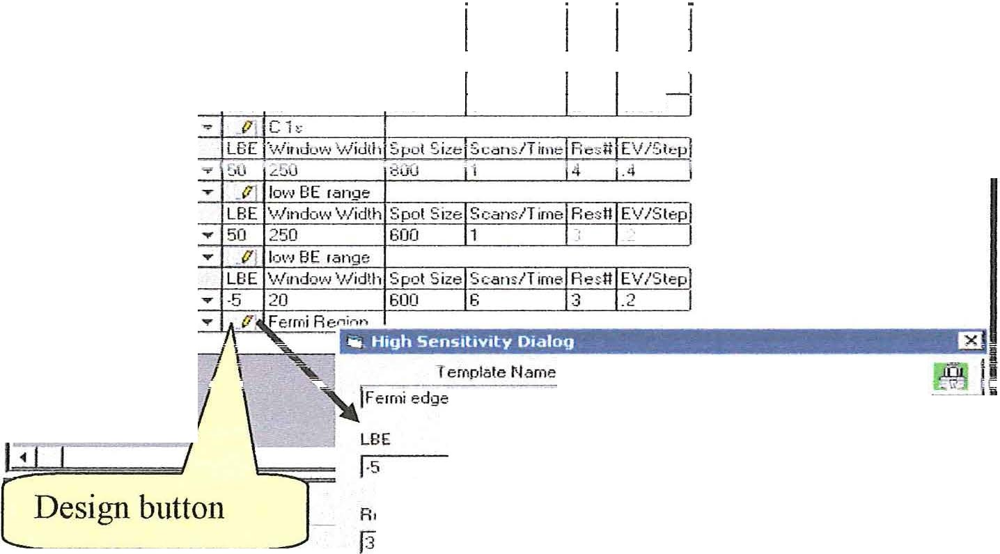 C 1s
LBE Window Width Spot Size Scans/Time Res# EV/Step
50 250 800 1 4 .4
low BE range
LBE Window Width Spot Size Scans/Time Res# EV/Step
50 250 600 1 3 .2
low BE range
LBE Window Width Spot Size Scans/Time Res# EV/Step
-5 20 600 6 3 .2
Fermi Region
High Sensitivity Dialog
Template Name
Fermi edge
LBE
-5
3
Design button